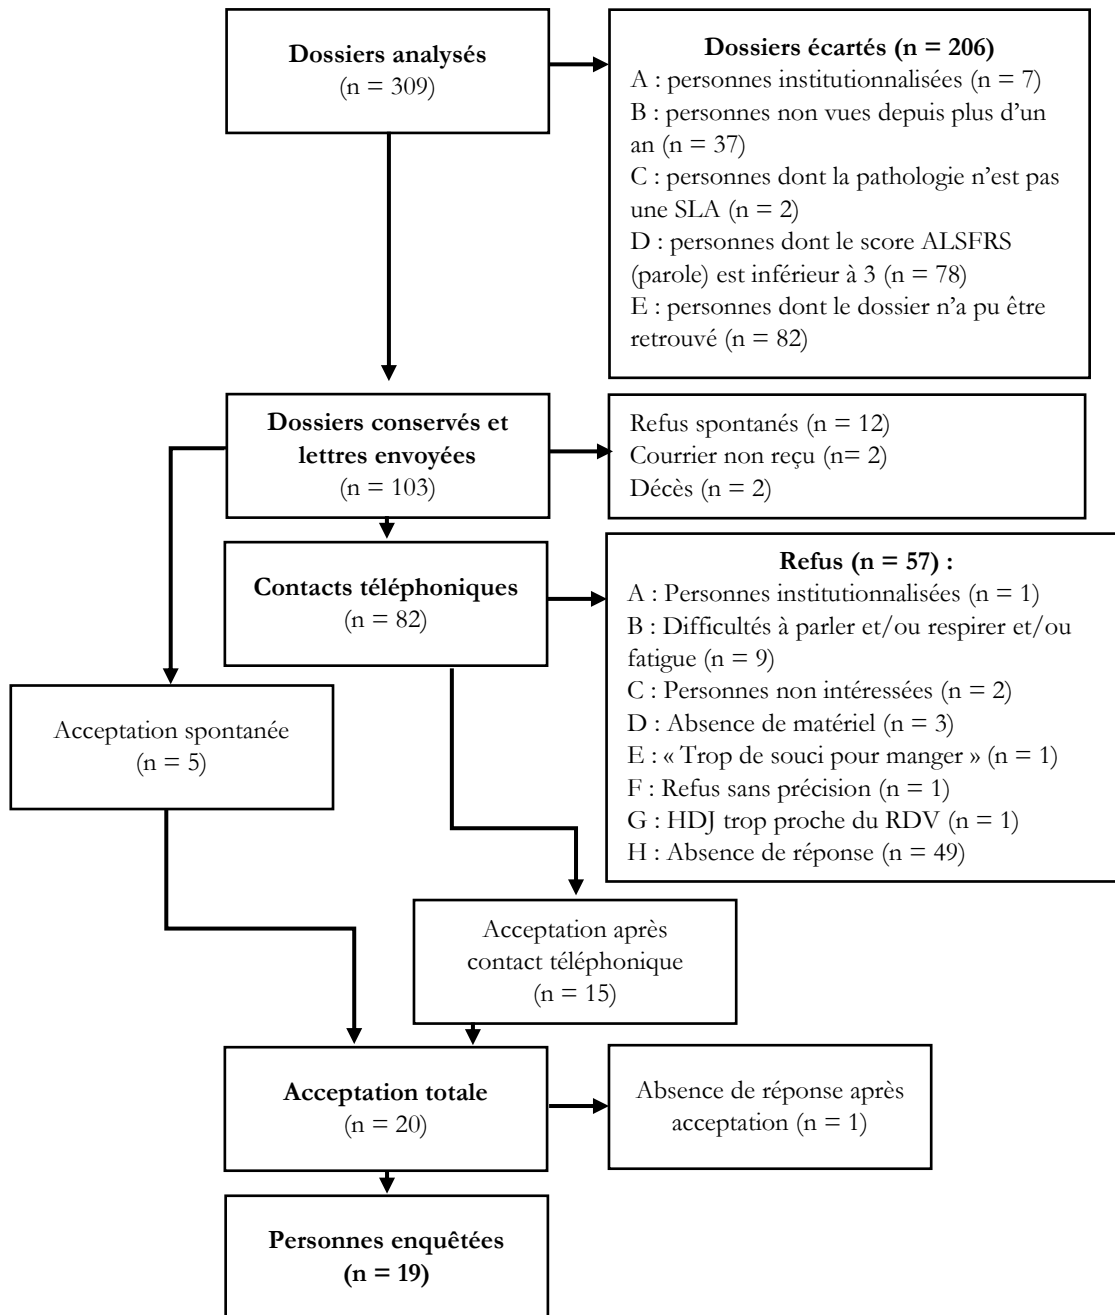 Dossiers analysés
(n = 309)
Dossiers écartés (n = 206)
A : personnes institutionnalisées (n = 7)
B : personnes non vues depuis plus d’un
an (n = 37)
C : personnes dont la pathologie n’est pas
une SLA (n = 2)
D : personnes dont le score ALSFRS
(parole) est inférieur à 3 (n = 78)
E : personnes dont le dossier n’a pu être
retrouvé (n = 82)
Dossiers conservés et
lettres envoyées
(n = 103)
Refus spontanés (n = 12)
Courrier non reçu (n= 2)
Décès (n = 2)
Contacts téléphoniques
(n = 82)
Refus (n = 57) :
A : Personnes institutionnalisées (n = 1)
B : Difficultés à parler et/ou respirer et/ou
fatigue (n = 9)
C : Personnes non intéressées (n = 2)
D : Absence de matériel (n = 3)
E : « Trop de souci pour manger » (n = 1)
F : Refus sans précision (n = 1)
G : HDJ trop proche du RDV (n = 1)
H : Absence de réponse (n = 49)
Acceptation spontanée
(n = 5)
Acceptation après
contact téléphonique
(n = 15)
Acceptation totale
(n = 20)
Absence de réponse après
acceptation (n = 1)
Personnes enquêtées
(n = 19)